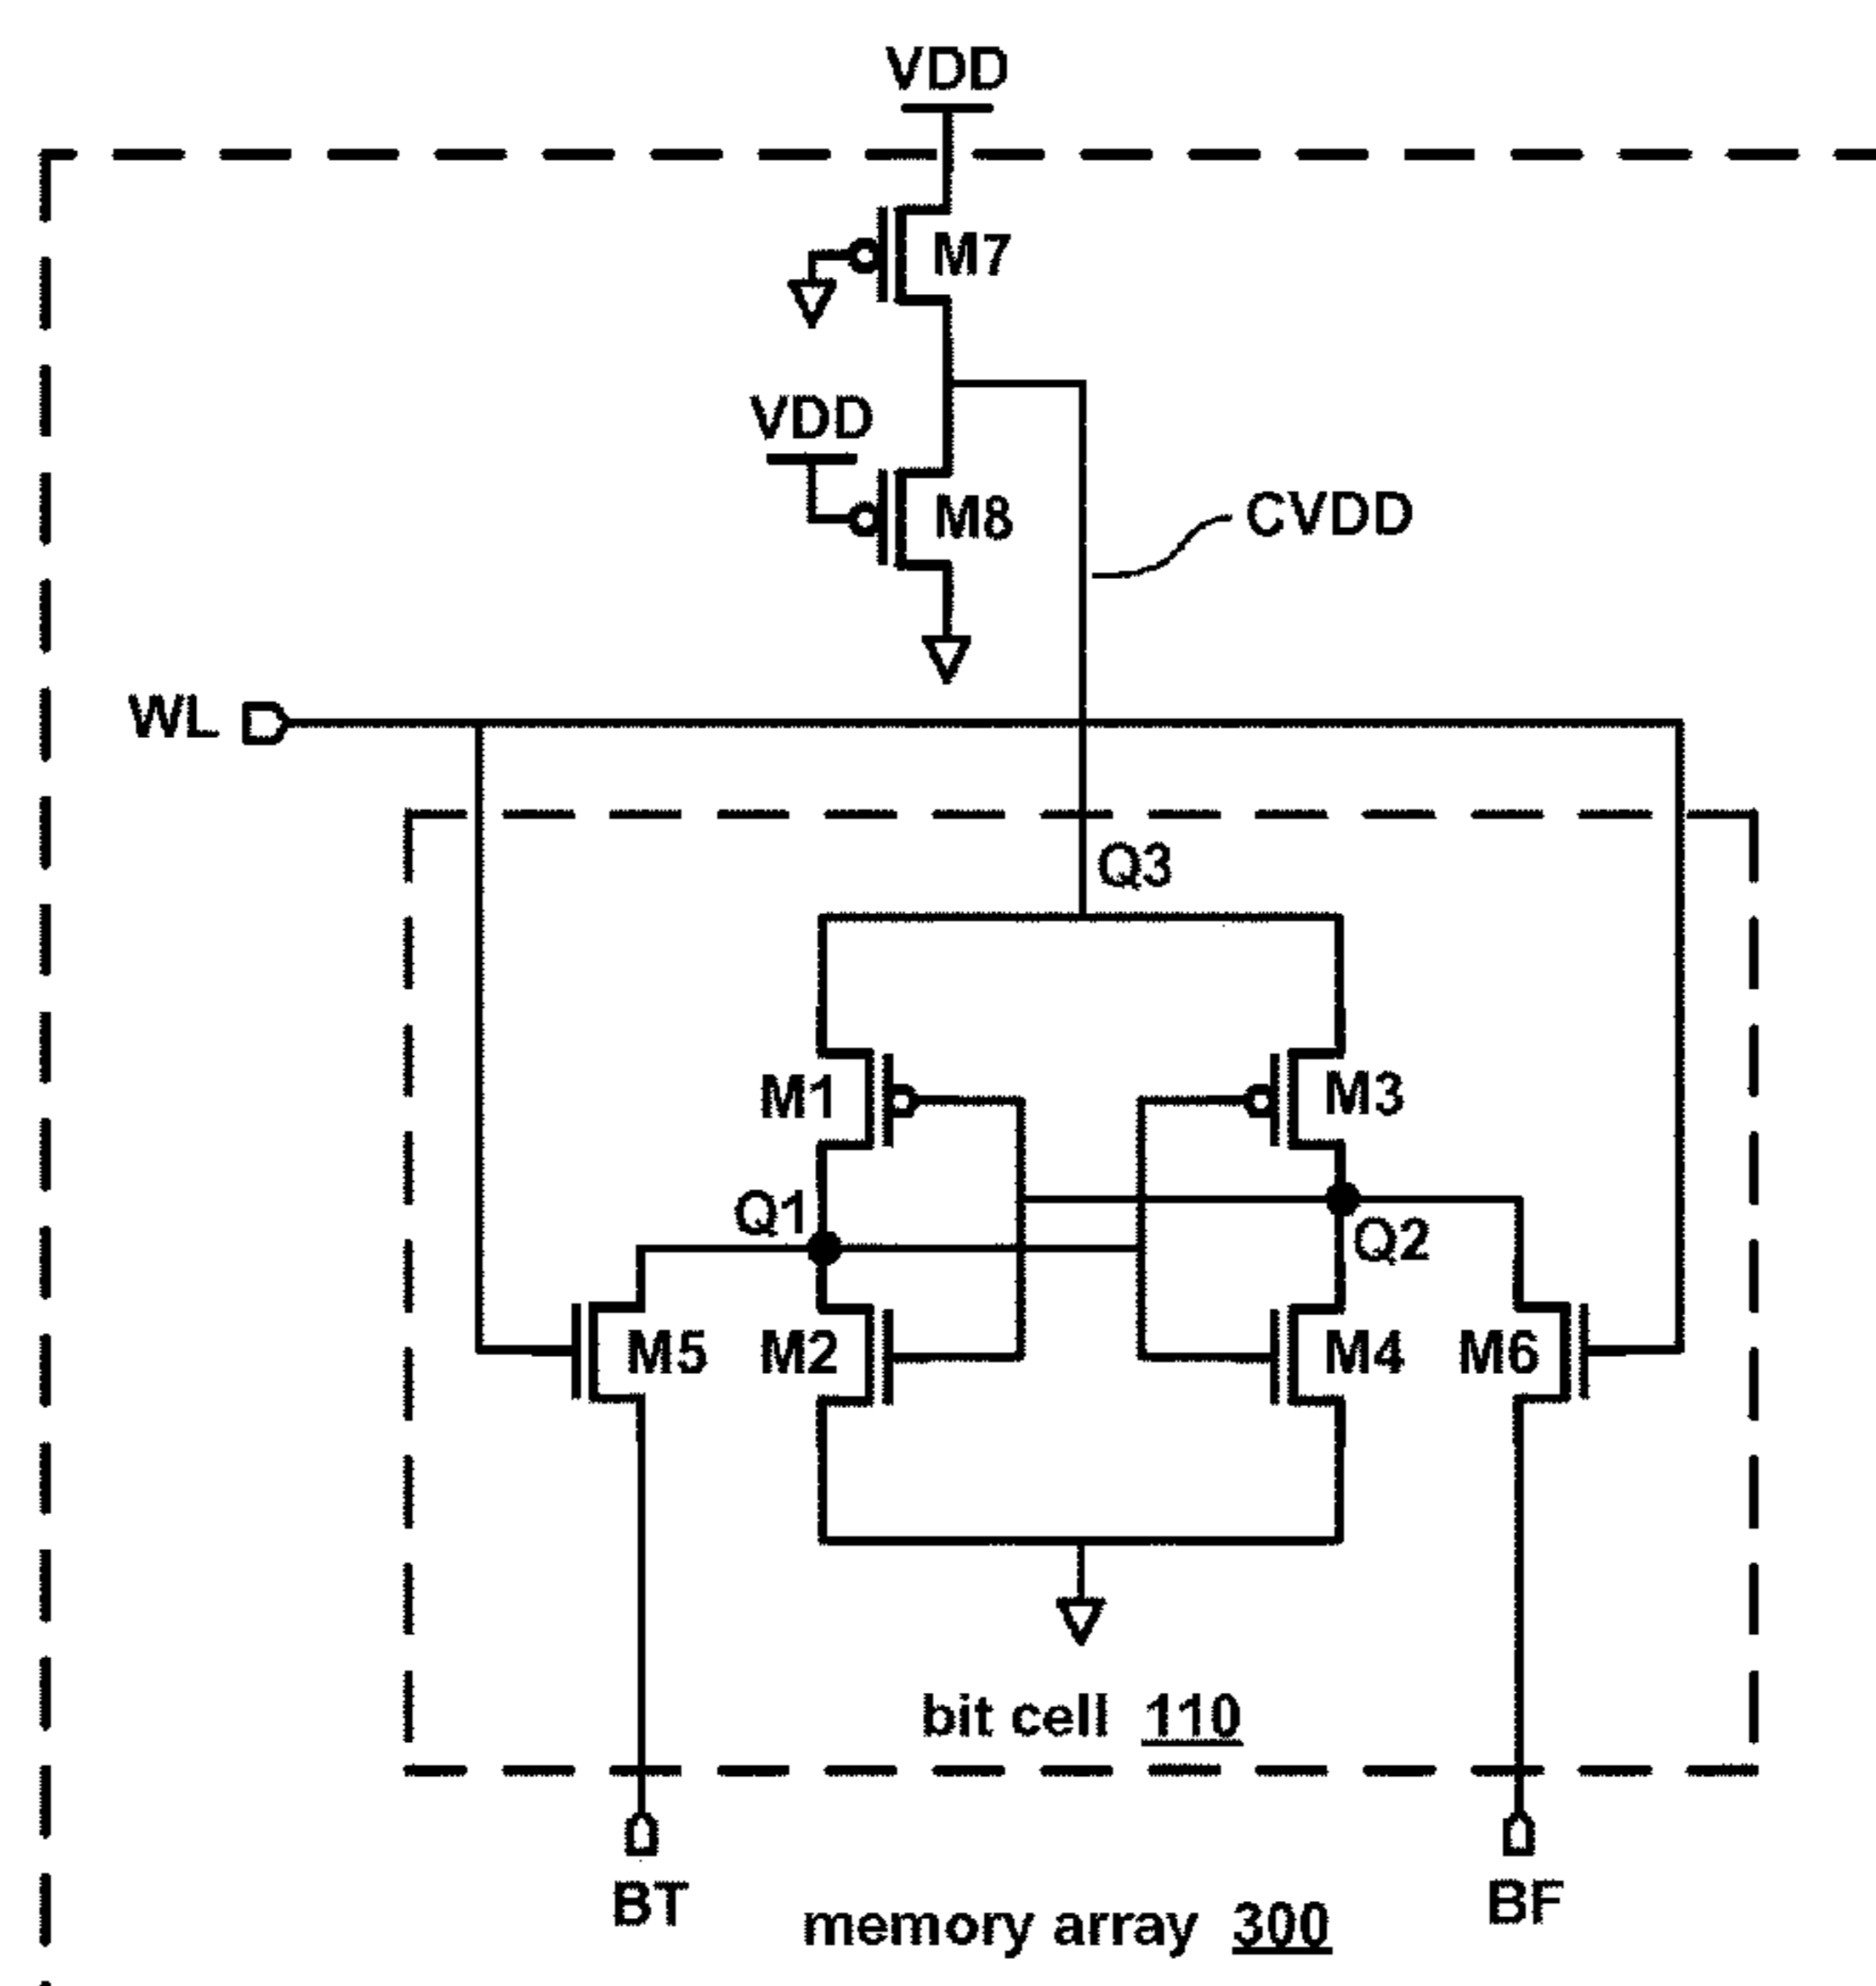 VDD
M7
VDD
M8
CVDD
WL
Q3
M1
M3
Q1
Q2
M5
M2
M4
M6
bit cell 110
BT
BF
memory array 300